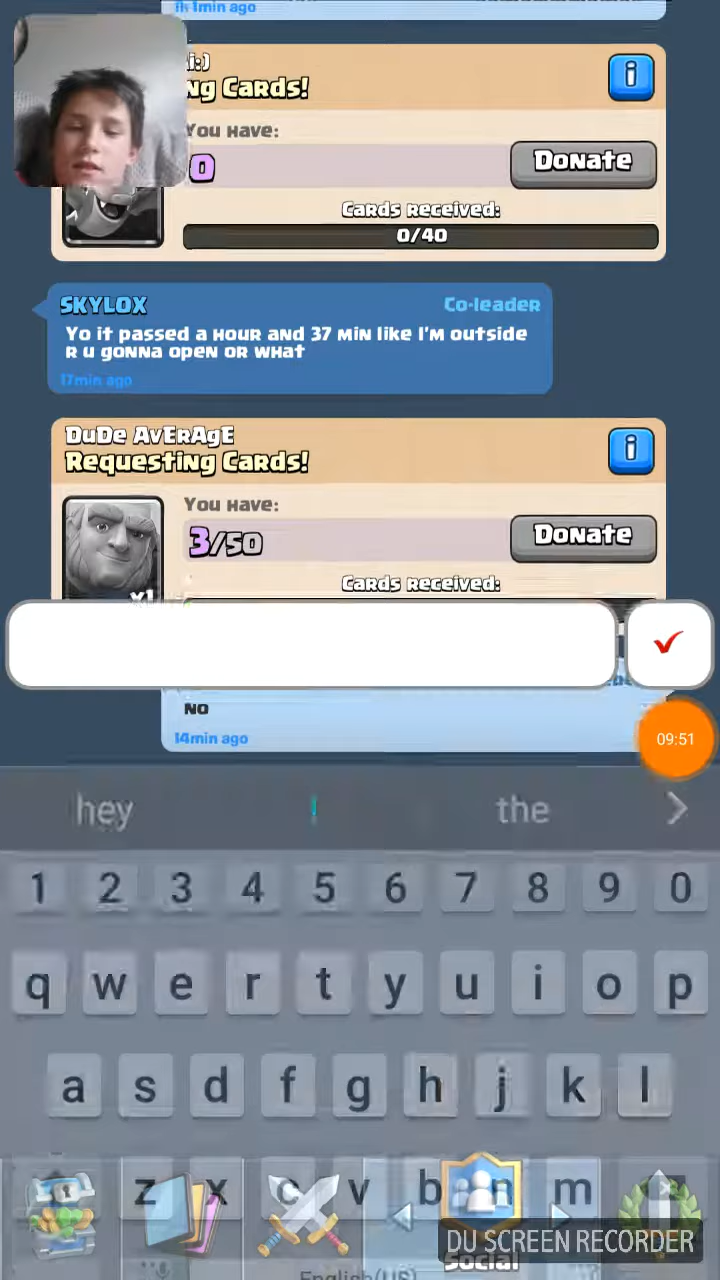 1h 1min ago
i:)
ng Cards!
i
You have:
0
Donate
Cards received:
0/40
SKYLOX
Co-leader
Yo it passed a hour and 37 min like I'm outside
r u gonna open or what
17min ago
DuDe AvErAgE
Requesting Cards!
i
You have:
3/50
Donate
Cards received:
x1
NO
14min ago
09:51
hey
I
the
1 2 3 4 5 6 7 8 9 0
q w e r t y u i o p
a s d f g h j k l
z x c v b n m
Social
DU SCREEN RECORDER
English(US)